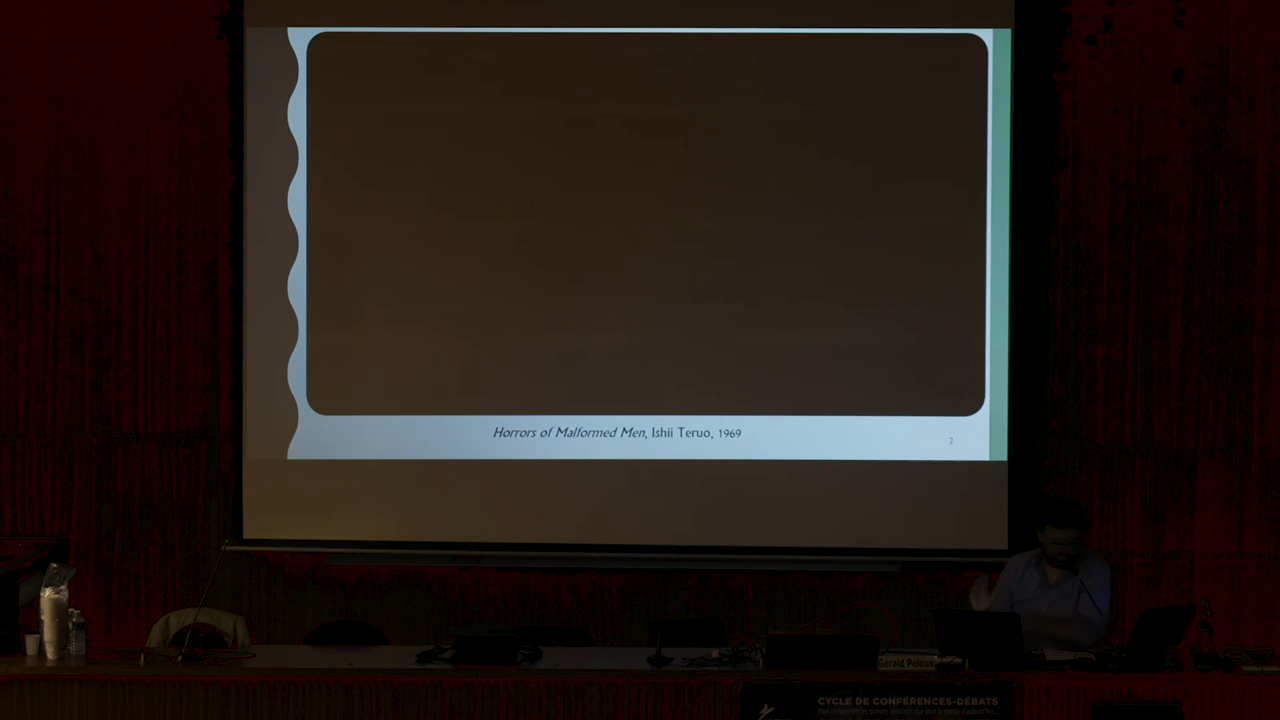 Horrors of Malformed Men, Ishii Teruo, 1969
2
Gérald Peloux
CYCLE DE CONFÉRENCES-DÉBATS